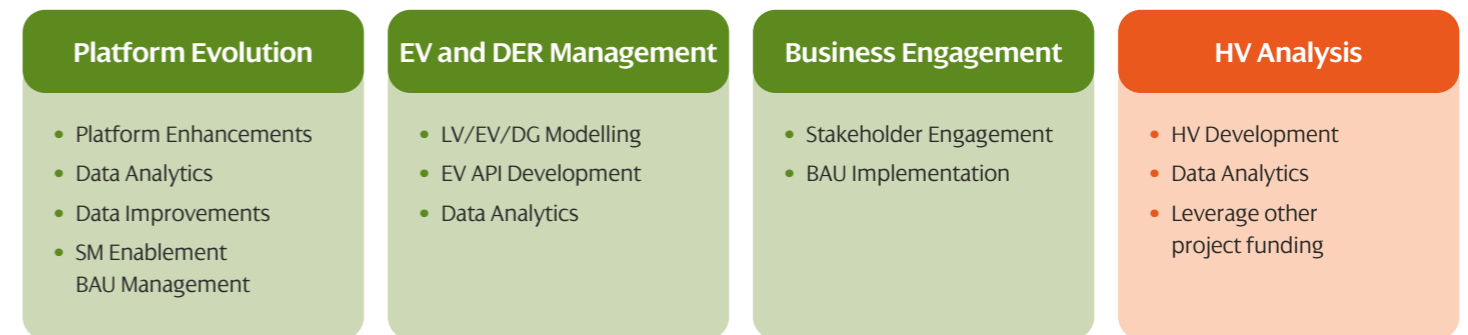 Platform Evolution
• Platform Enhancements
• Data Analytics
• Data Improvements
• SM Enablement
BAU Management
EV and DER Management
• LV/EV/DG Modelling
• EV API Development
• Data Analytics
Business Engagement
• Stakeholder Engagement
• BAU Implementation
HV Analysis
• HV Development
• Data Analytics
• Leverage other
project funding